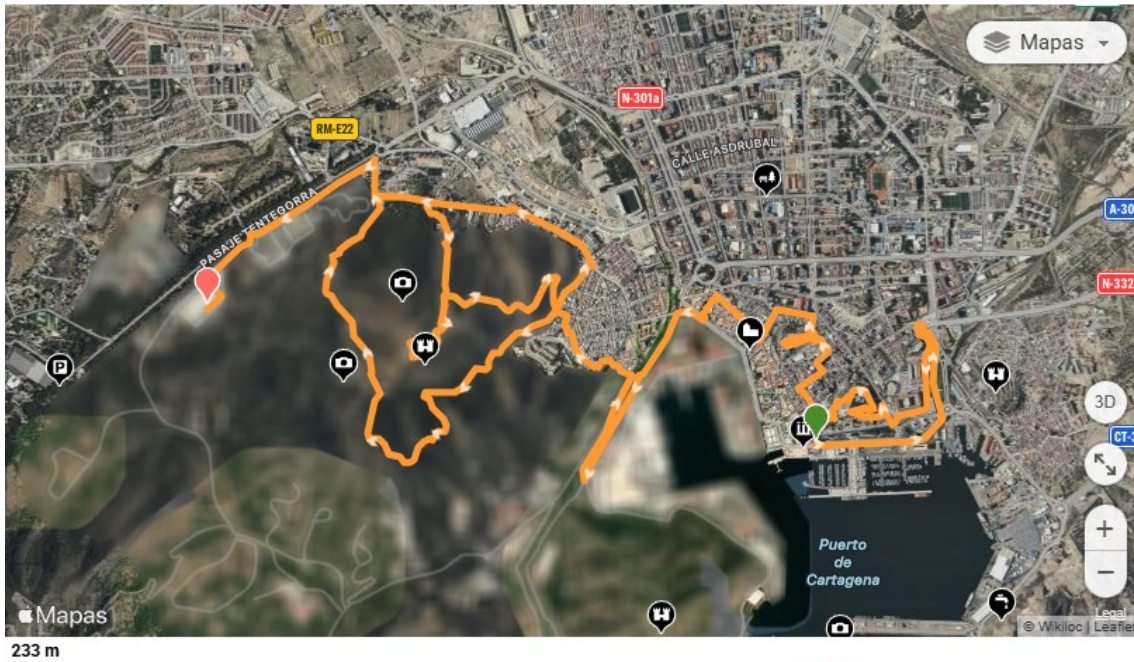 Mapas
N-301a
RM-E22
CALLE ASDRUBAL
A-30
PASAJE TENTEGORRA
N-332
P
3D
CT-3
Puerto
de
Cartagena
Mapas
Legal
© Wikiloc | Leaflet
233 m